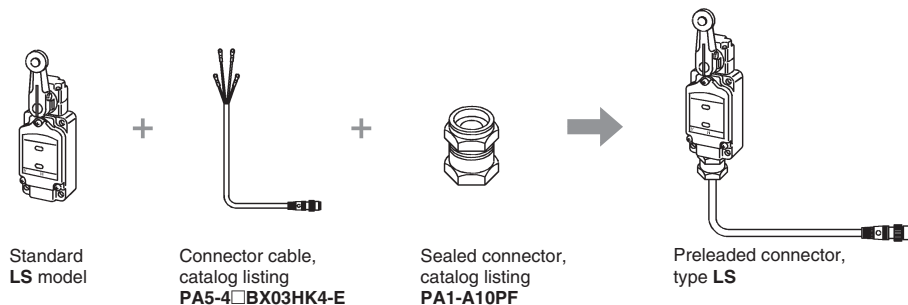 Standard
LS model
Connector cable,
catalog listing
PA5-4□BX03HK4-E
Sealed connector,
catalog listing
PA1-A10PF
Preleaded connector,
type LS